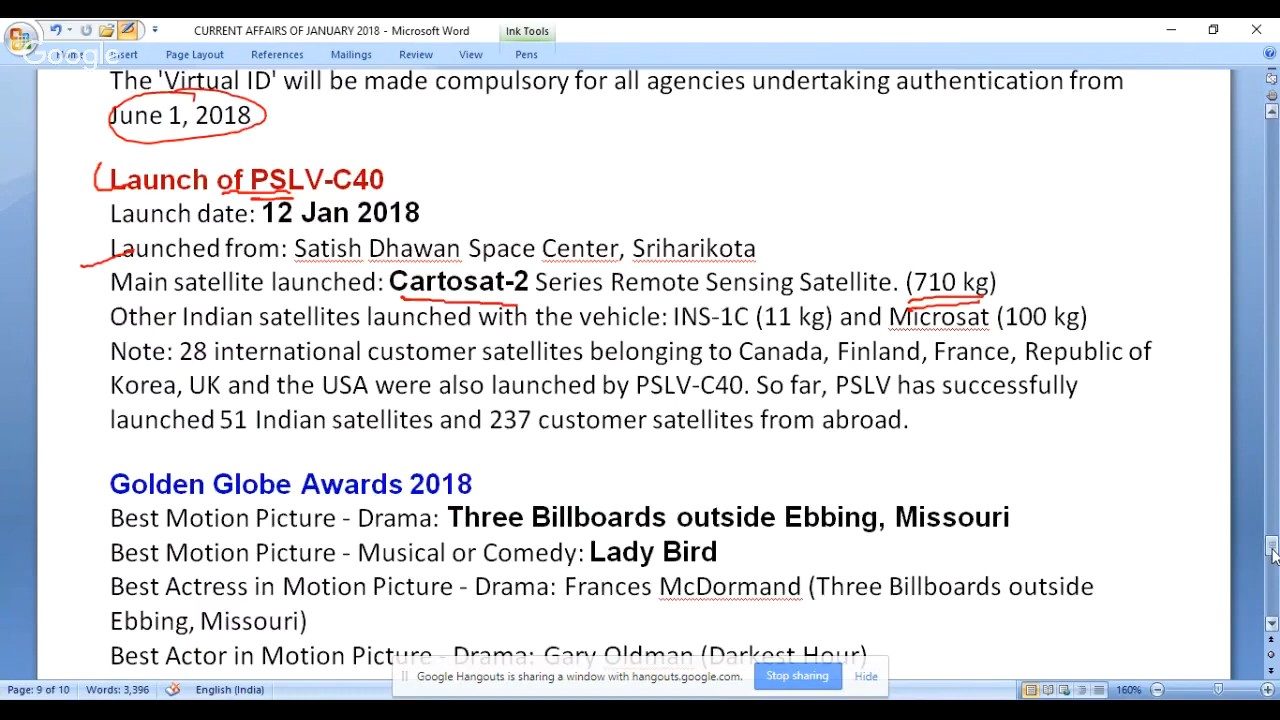 CURRENT AFFAIRS OF JANUARY 2018 - Microsoft Word
Ink Tools
Google
Home Insert Page Layout References Mailings Review View Pens
The 'Virtual ID' will be made compulsory for all agencies undertaking authentication from
June 1, 2018
Launch of PSLV-C40
Launch date: 12 Jan 2018
Launched from: Satish Dhawan Space Center, Sriharikota
Main satellite launched: Cartosat-2 Series Remote Sensing Satellite. (710 kg)
Other Indian satellites launched with the vehicle: INS-1C (11 kg) and Microsat (100 kg)
Note: 28 international customer satellites belonging to Canada, Finland, France, Republic of
Korea, UK and the USA were also launched by PSLV-C40. So far, PSLV has successfully
launched 51 Indian satellites and 237 customer satellites from abroad.
Golden Globe Awards 2018
Best Motion Picture - Drama: Three Billboards outside Ebbing, Missouri
Best Motion Picture - Musical or Comedy: Lady Bird
Best Actress in Motion Picture - Drama: Frances McDormand (Three Billboards outside
Ebbing, Missouri)
Best Actor in Motion Picture - Drama: Gary Oldman (Darkest Hour)
Google Hangouts is sharing a window with hangouts.google.com. Stop sharing Hide
Page: 9 of 10 Words: 3,396 English (India) 160%